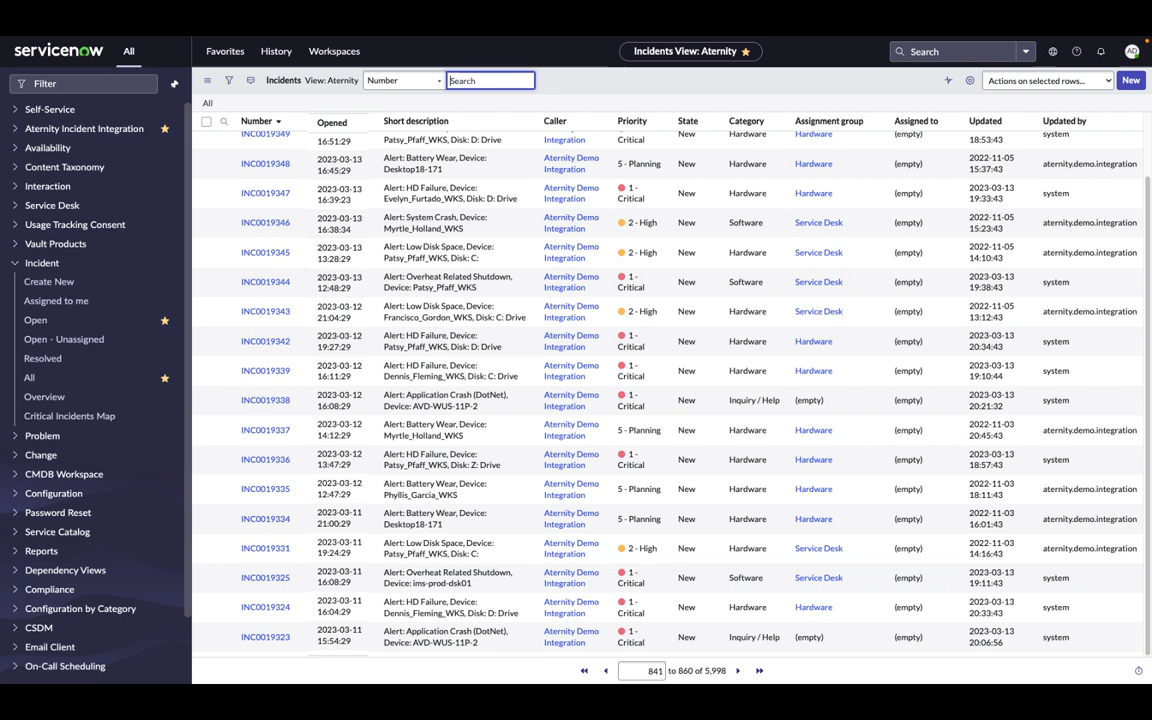 servicenow
All
Favorites
History
Workspaces
Incidents View: Aternity
Search
AD
Filter
Incidents View: Aternity
Number
Search
Actions on selected rows...
New
Self-Service
Aternity Incident Integration
Availability
Content Taxonomy
Interaction
Service Desk
Usage Tracking Consent
Vault Products
Incident
Create New
Assigned to me
Open
Open - Unassigned
Resolved
All
Overview
Critical Incidents Map
Problem
Change
CMDB Workspace
Configuration
Password Reset
Service Catalog
Reports
Dependency Views
Compliance
Configuration by Category
CSDM
Email Client
On-Call Scheduling
All
Number Opened Short description Caller Priority State Category Assignment group Assigned to Updated Updated by
INC0019349 Hardware Hardware (empty) system
16:51:29 Patsy_Pfaff_WKS, Disk: D: Drive Integration Critical New 18:53:43
2023-03-13 Alert: Battery Wear, Device: Aternity Demo 2022-11-05
INC0019348 5 - Planning New Hardware Hardware (empty) aternity.demo.integration
16:45:29 Desktop18-171 Integration 15:37:43
2023-03-13 Alert: HD Failure, Device: Aternity Demo 1 - 2023-03-13
INC0019347 New Hardware Hardware (empty) system
16:39:23 Evelyn_Furtado_WKS, Disk: D: Drive Integration Critical 19:33:43
2023-03-13 Alert: System Crash, Device: Aternity Demo 2022-11-05
INC0019346 2 - High New Software Service Desk (empty) aternity.demo.integration
16:38:34 Myrtle_Holland_WKS Integration 15:23:43
2023-03-13 Alert: Low Disk Space, Device: Aternity Demo 2022-11-05
INC0019345 2 - High New Hardware Service Desk (empty) aternity.demo.integration
13:28:29 Patsy_Pfaff_WKS, Disk: C: Integration 14:10:43
2023-03-13 Alert: Overheat Related Shutdown, Aternity Demo 1 - 2023-03-13
INC0019344 New Software Service Desk (empty) system
12:48:29 Device: Patsy_Pfaff_WKS Integration Critical 19:38:43
2023-03-12 Alert: Low Disk Space, Device: Aternity Demo 2022-11-05
INC0019343 2 - High New Hardware Service Desk (empty) aternity.demo.integration
21:04:29 Francisco_Gordon_WKS, Disk: C: Drive Integration 13:12:43
2023-03-12 Alert: HD Failure, Device: Aternity Demo 1 - 2023-03-13
INC0019342 New Hardware Hardware (empty) system
19:27:29 Patsy_Pfaff_WKS, Disk: D: Drive Integration Critical 20:34:43
2023-03-12 Alert: HD Failure, Device: Aternity Demo 1 - 2023-03-13
INC0019339 New Hardware Hardware (empty) system
16:11:29 Dennis_Fleming_WKS, Disk: C: Drive Integration Critical 19:10:44
2023-03-12 Alert: Application Crash (DotNet), Aternity Demo 1 - 2023-03-13
INC0019338 New Inquiry / Help (empty) (empty) system
16:08:29 Device: AVD-WUS-11P-2 Integration Critical 20:21:32
2023-03-12 Alert: Battery Wear, Device: Aternity Demo 2022-11-03
INC0019337 5 - Planning New Hardware Hardware (empty) aternity.demo.integration
14:12:29 Myrtle_Holland_WKS Integration 20:45:43
2023-03-12 Alert: HD Failure, Device: Aternity Demo 1 - 2023-03-13
INC0019336 New Hardware Hardware (empty) system
13:47:29 Patsy_Pfaff_WKS, Disk: Z: Drive Integration Critical 18:57:43
2023-03-12 Alert: Battery Wear, Device: Aternity Demo 2022-11-03
INC0019335 5 - Planning New Hardware Hardware (empty) aternity.demo.integration
12:47:29 Phyllis_Garcia_WKS Integration 18:11:43
2023-03-11 Alert: Battery Wear, Device: Aternity Demo 2022-11-03
INC0019334 5 - Planning New Hardware Hardware (empty) aternity.demo.integration
21:00:29 Desktop18-171 Integration 16:01:43
2023-03-11 Alert: Low Disk Space, Device: Aternity Demo 2022-11-03
INC0019331 2 - High New Hardware Service Desk (empty) aternity.demo.integration
19:24:29 Patsy_Pfaff_WKS, Disk: C: Integration 14:16:43
2023-03-11 Alert: Overheat Related Shutdown, Aternity Demo 1 - 2023-03-13
INC0019325 New Software Service Desk (empty) system
16:08:29 Device: ims-prod-dsk01 Integration Critical 19:11:43
2023-03-11 Alert: HD Failure, Device: Aternity Demo 1 - 2023-03-13
INC0019324 New Hardware Hardware (empty) system
16:04:29 Dennis_Fleming_WKS, Disk: D: Drive Integration Critical 20:33:43
2023-03-11 Alert: Application Crash (DotNet), Aternity Demo 1 - 2023-03-13
INC0019323 New Inquiry / Help (empty) (empty) system
15:54:29 Device: AVD-WUS-11P-2 Integration Critical 20:06:56
841 to 860 of 5,998